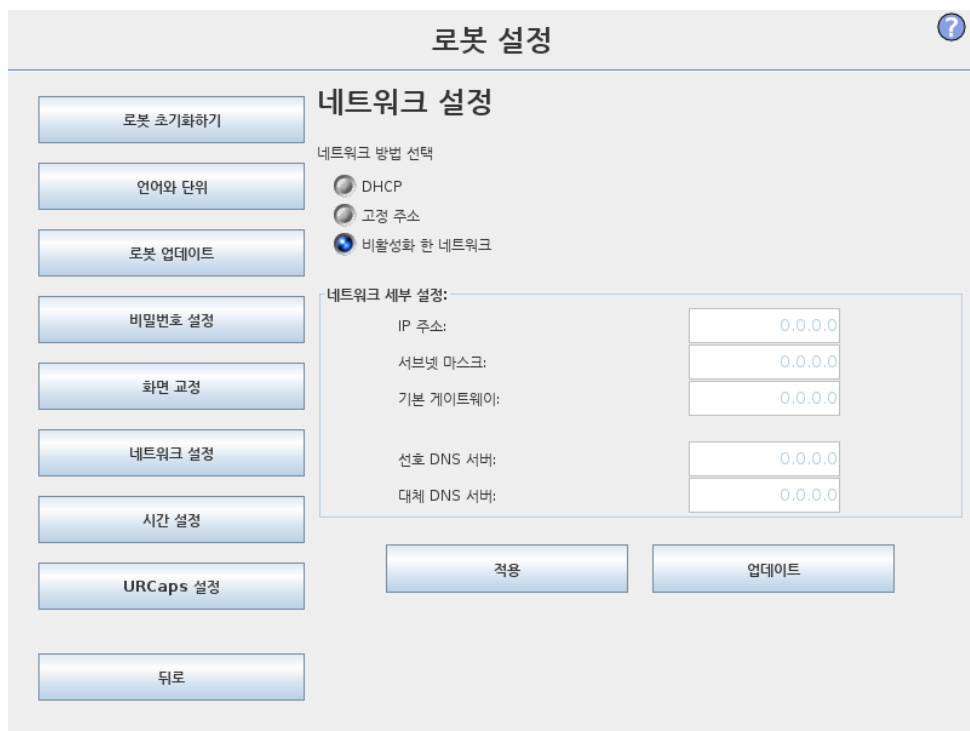 로봇 설정
?
로봇 초기화하기
언어와 단위
로봇 업데이트
비밀번호 설정
화면 교정
네트워크 설정
시간 설정
URCaps 설정
뒤로
네트워크 설정
네트워크 방법 선택
DHCP
고정 주소
비활성화 한 네트워크
네트워크 세부 설정:
IP 주소: 0.0.0.0
서브넷 마스크: 0.0.0.0
기본 게이트웨이: 0.0.0.0
선호 DNS 서버: 0.0.0.0
대체 DNS 서버: 0.0.0.0
적용 업데이트